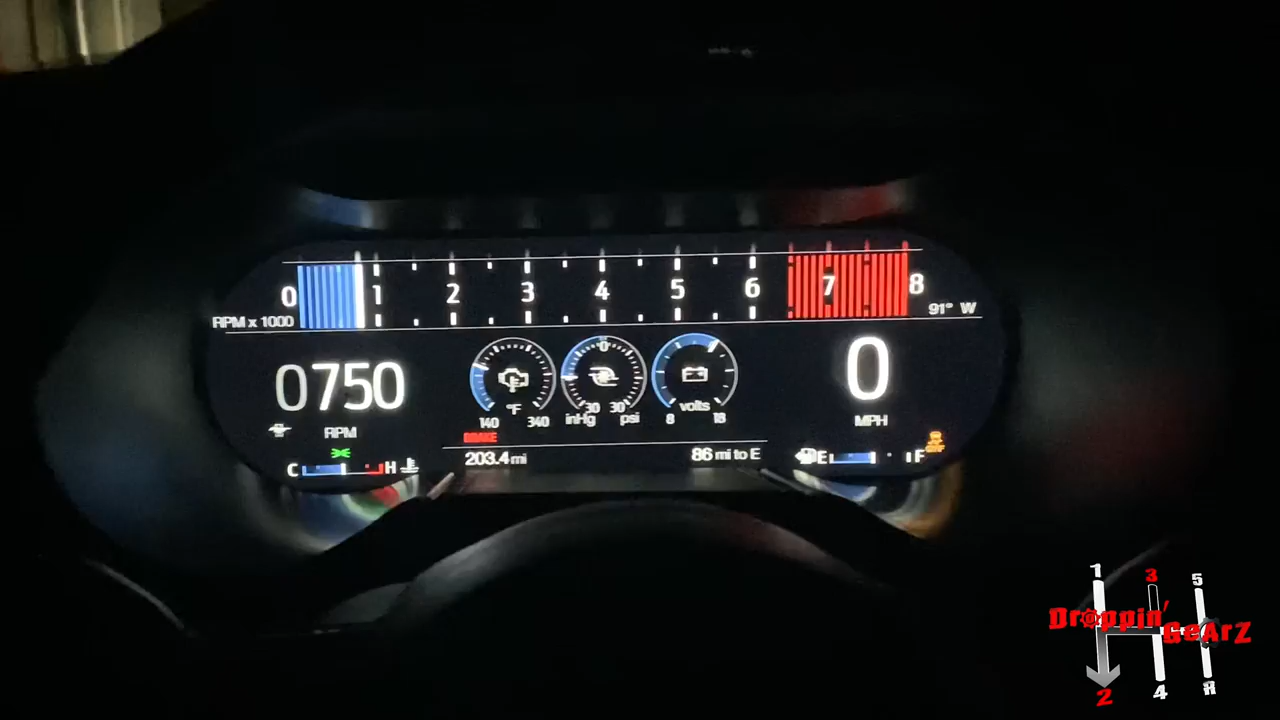 0 1 2 3 4 5 6 7 8
RPM x 1000
91° W
0750
RPM
0
MPH
°F
140 340
0
30 30
inHg psi
volts
8 18
BRAKE
203.4 mi
86 mi to E
C H
E F
OFF
1 3 5
Droppin'
GeArZ
2 4 R